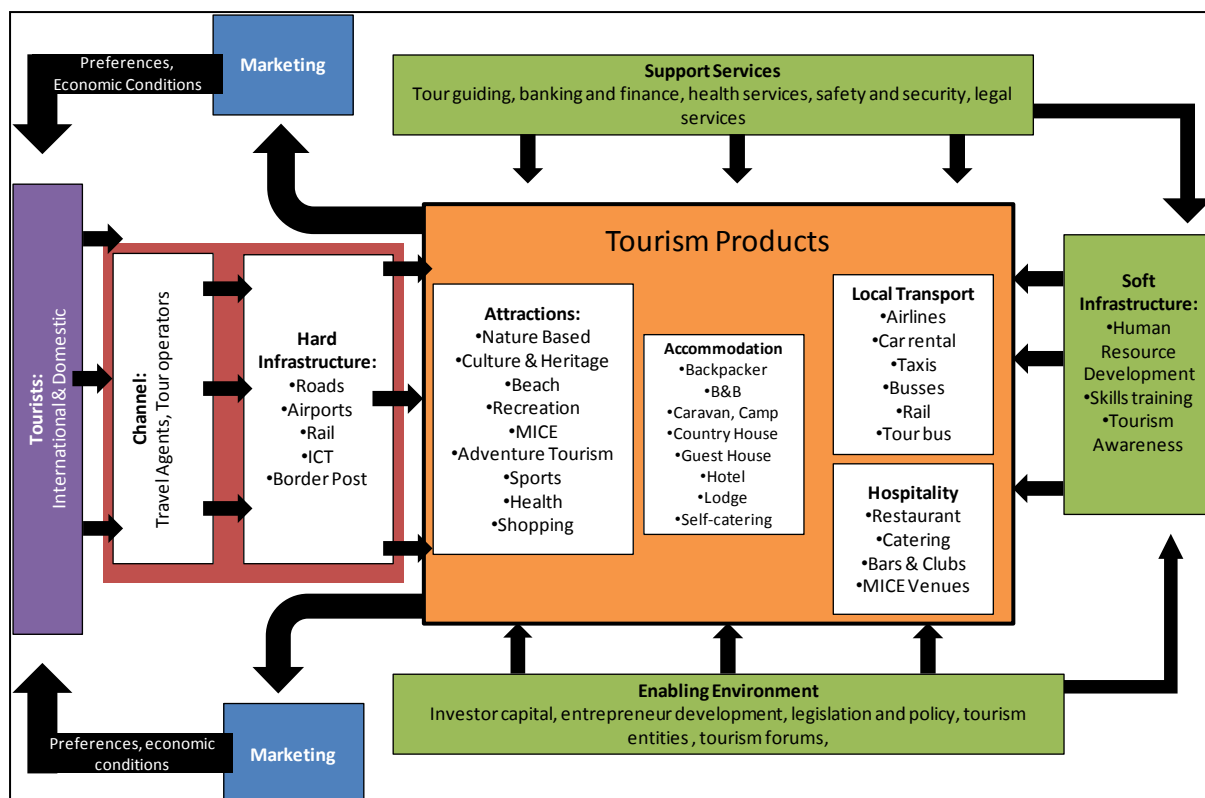 Preferences,
Economic Conditions
Marketing
Support Services
Tour guiding, banking and finance, health services, safety and security, legal
services
Tourists:
International & Domestic
Channel:
Travel Agents, Tour operators
Hard
Infrastructure:
•Roads
•Airports
•Rail
•ICT
•Border Post
Tourism Products
Attractions:
•Nature Based
•Culture & Heritage
•Beach
•Recreation
•MICE
•Adventure Tourism
•Sports
•Health
•Shopping
Accommodation
•Backpacker
•B&B
•Caravan, Camp
•Country House
•Guest House
•Hotel
•Lodge
•Self-catering
Local Transport
•Airlines
•Car rental
•Taxis
•Busses
•Rail
•Tour bus
Hospitality
•Restaurant
•Catering
•Bars & Clubs
•MICE Venues
Soft
Infrastructure:
•Human
Resource
Development
•Skills training
•Tourism
Awareness
Enabling Environment
Investor capital, entrepreneur development, legislation and policy, tourism
entities , tourism forums,
Preferences, economic
conditions
Marketing